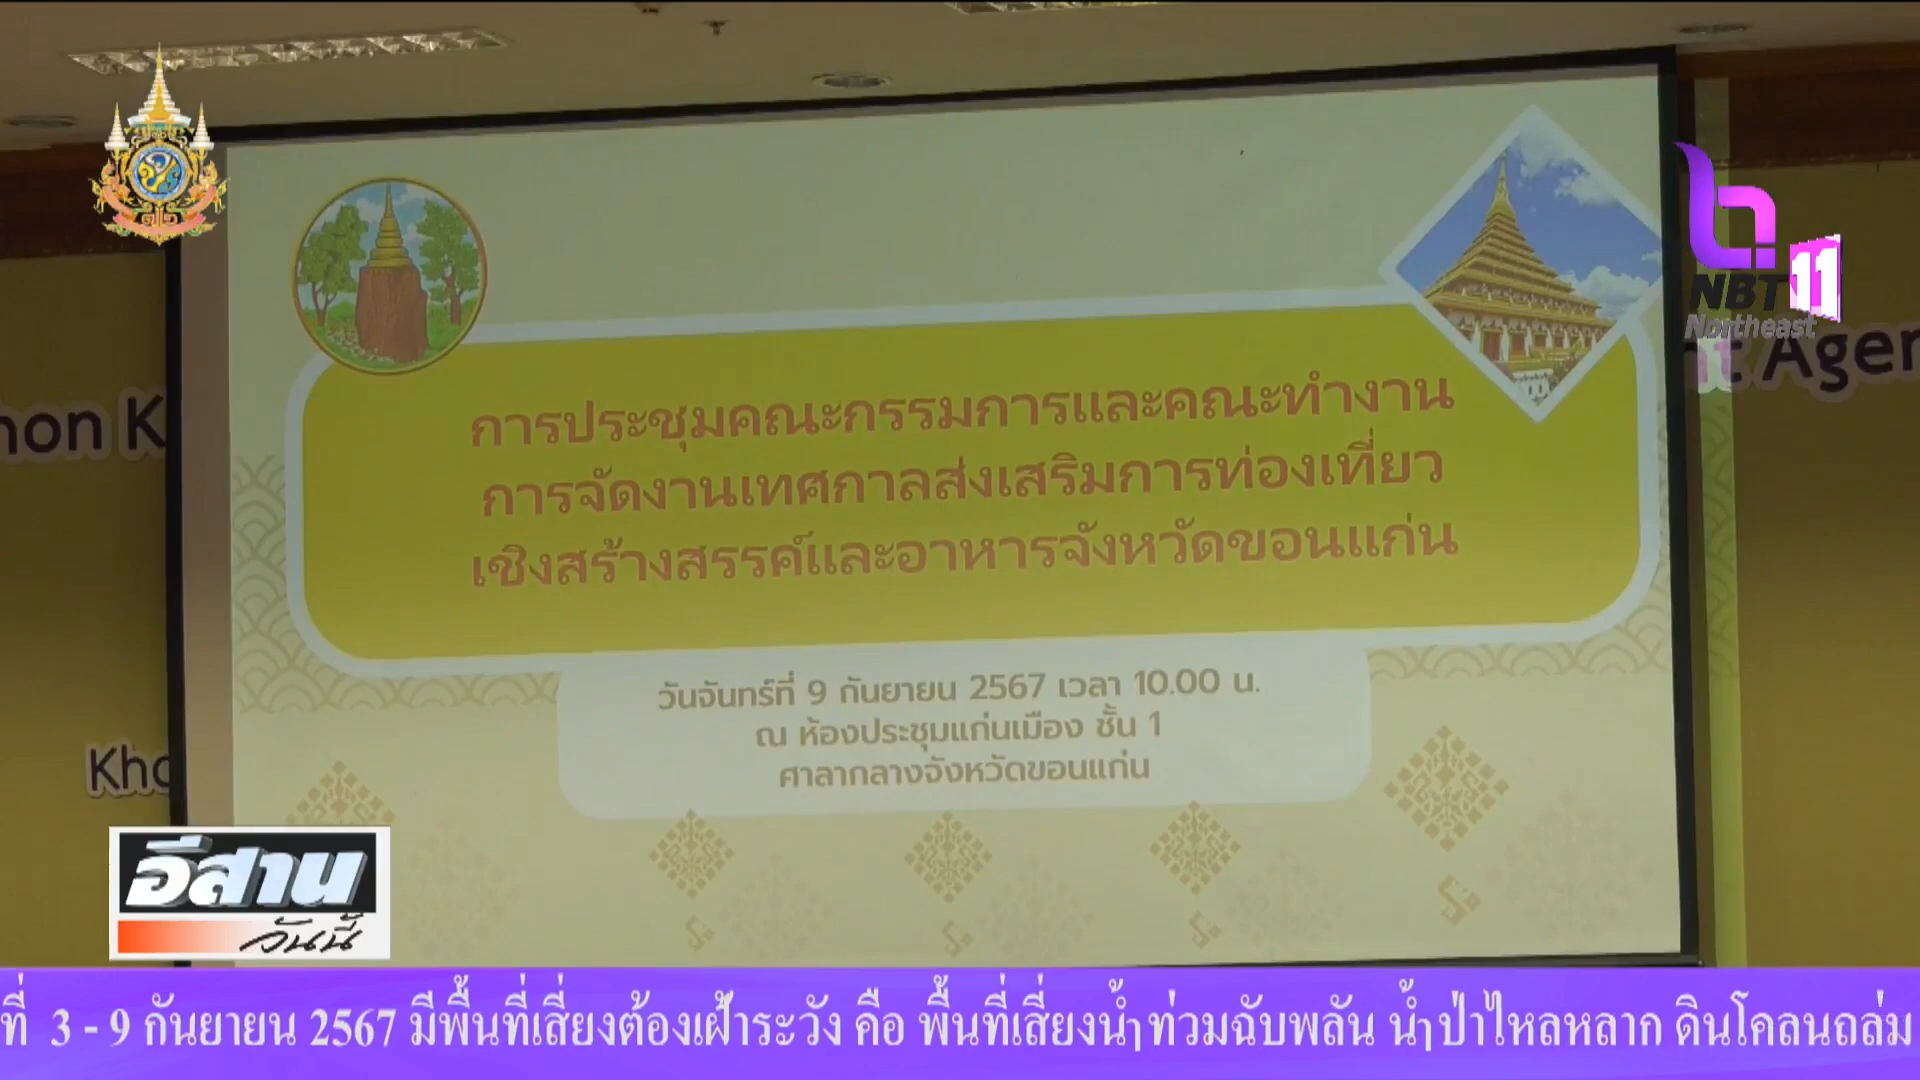 NBT 11
Northeast
hon K
nt Agen
การประชุมคณะกรรมการและคณะทำงาน
การจัดงานเทศกาลส่งเสริมการท่องเที่ยว
เชิงสร้างสรรค์และอาหารจังหวัดขอนแก่น
วันจันทร์ที่ 9 กันยายน 2567 เวลา 10.00 น.
ณ ห้องประชุมแก่นเมือง ชั้น 1
ศาลากลางจังหวัดขอนแก่น
Kho
อีสาน
วันนี้
ที่ 3 - 9 กันยายน 2567 มีพื้นที่เสี่ยงต้องเฝ้าระวัง คือ พื้นที่เสี่ยงน้ำท่วมฉับพลัน น้ำป่าไหลหลาก ดินโคลนถล่ม